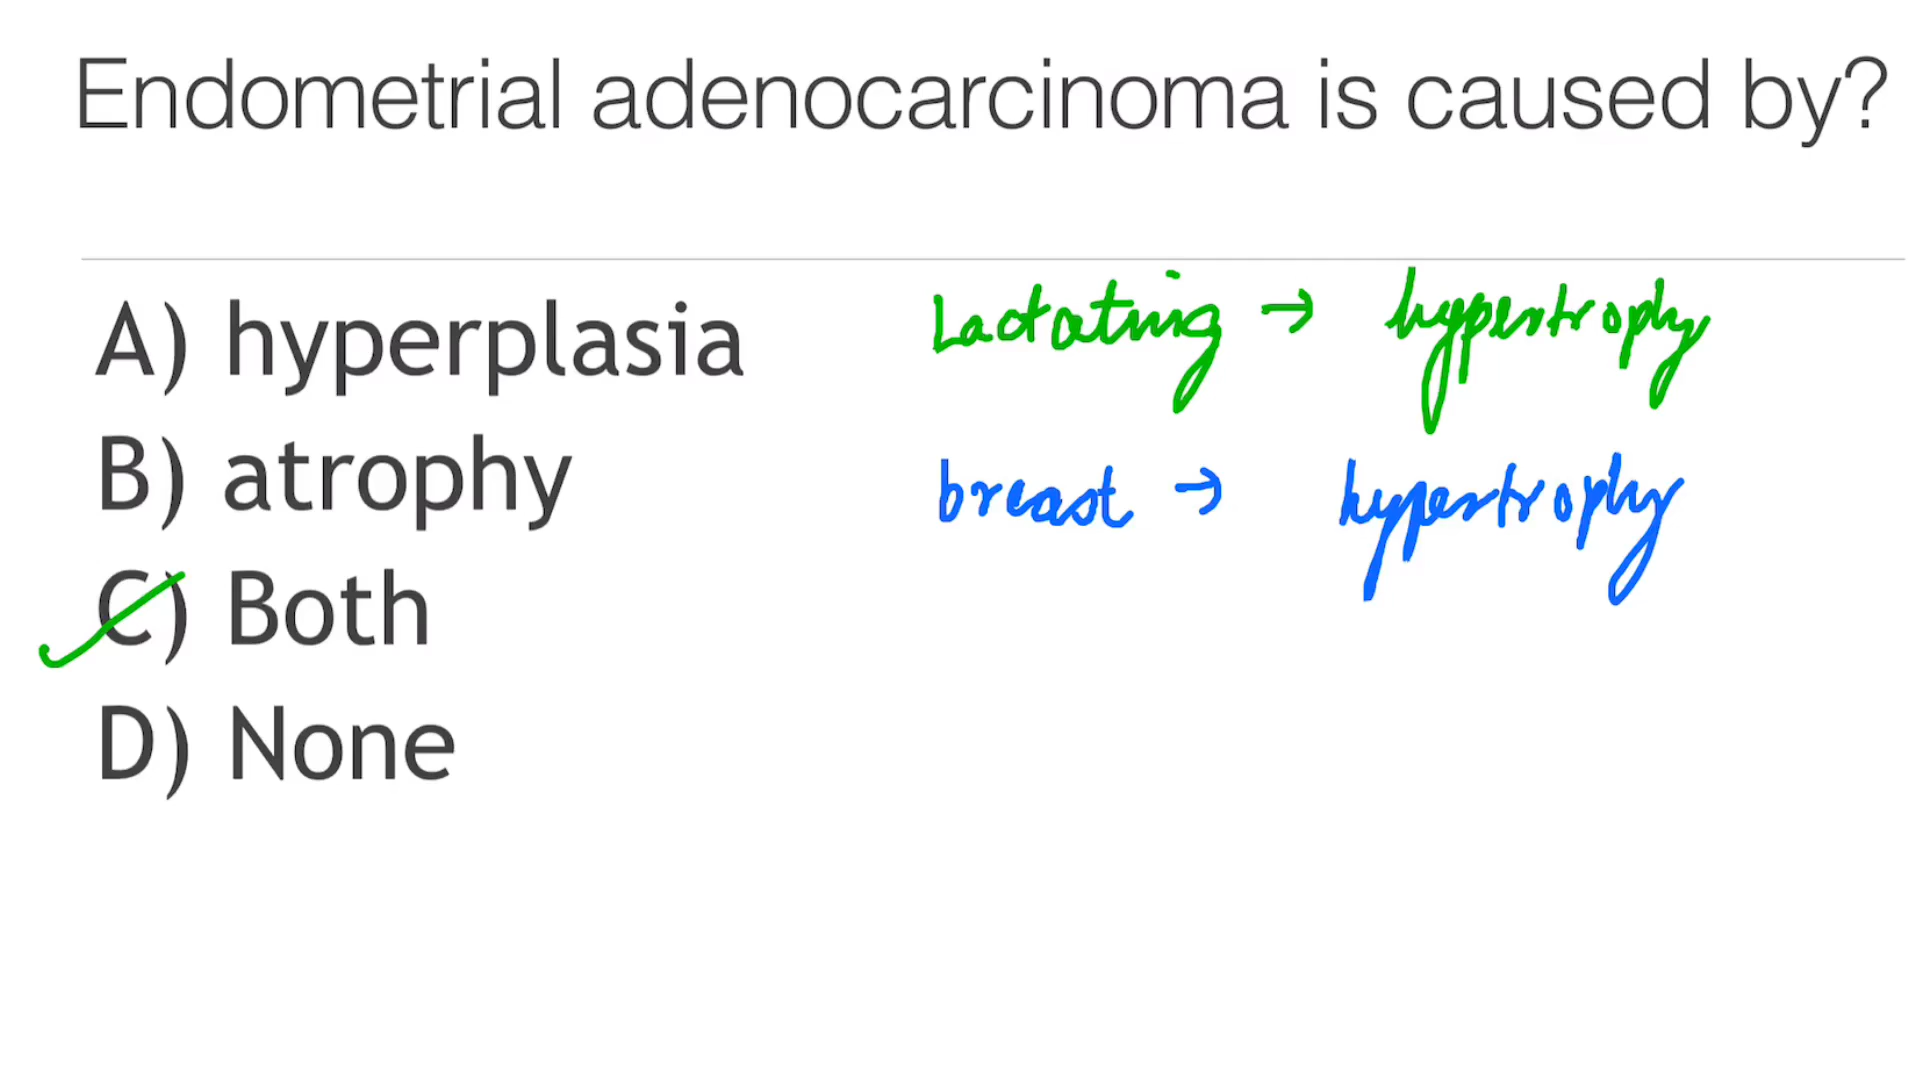 Endometrial adenocarcinoma is caused by?
A) hyperplasia
B) atrophy
C) Both
D) None
Lactating → hypertrophy
breast → hypertrophy